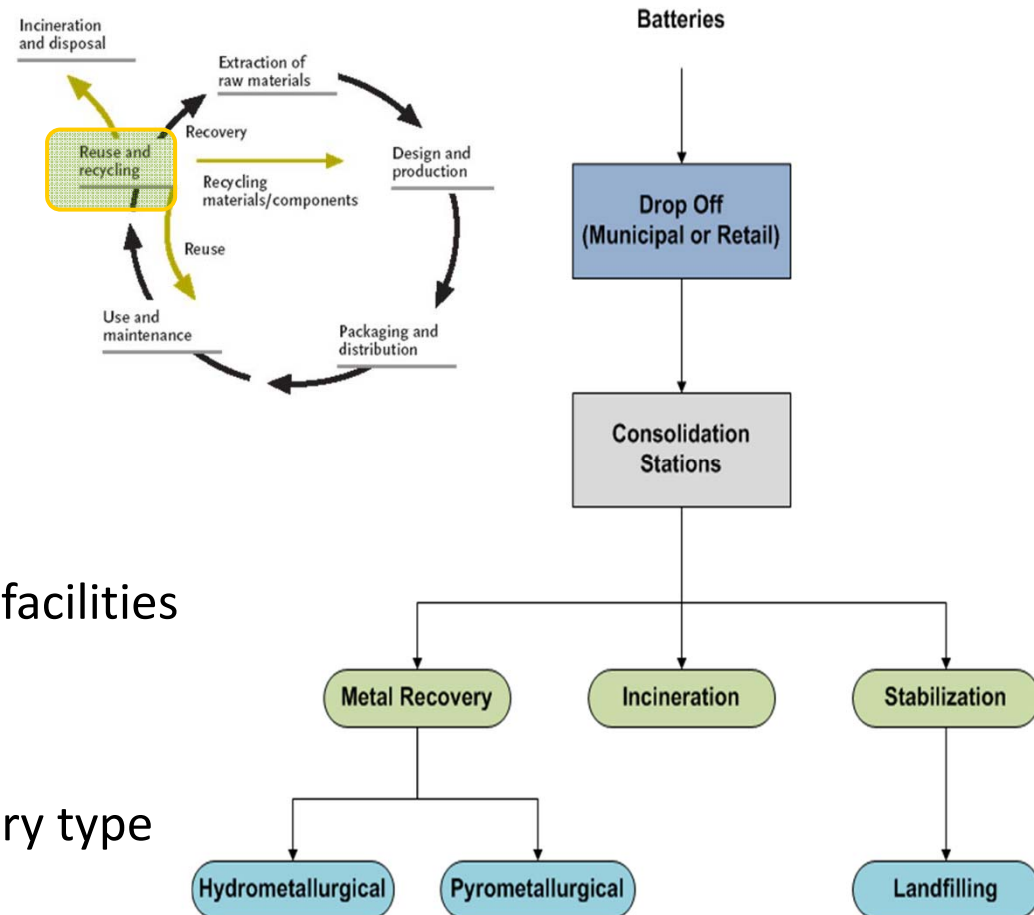 Incineration
and disposal
Extraction of
raw materials
Recovery
Reuse and
recycling
Design and
production
Recycling
materials/components
Reuse
Use and
maintenance
Packaging and
distribution
Batteries
Drop Off
(Municipal or Retail)
Consolidation
Stations
facilities
Metal Recovery
Incineration
Stabilization
ry type
Hydrometallurgical
Pyrometallurgical
Landfilling